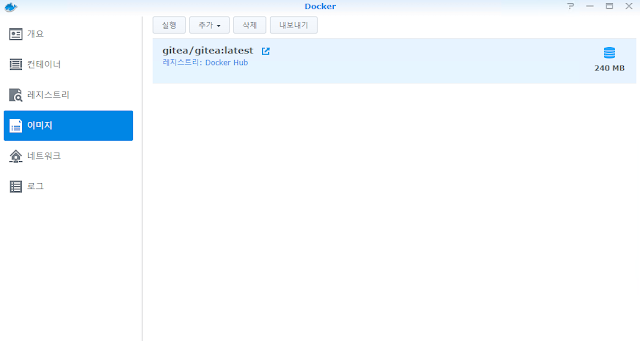 Docker
개요
컨테이너
레지스트리
이미지
네트워크
로그
실행 추가 삭제 내보내기
gitea/gitea:latest
레지스트리: Docker Hub
240 MB